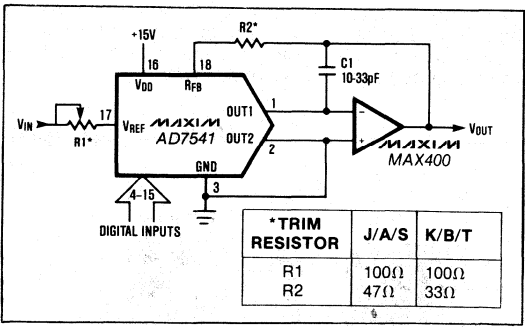 R2*
+15V
16
18
C1
10-33pF
VDD
RFB
VIN
17
VREF
R1*
MAXIM
AD7541
OUT1
1
OUT2
2
GND
3
4-15
DIGITAL INPUTS
−
+
VOUT
MAXIM
MAX400
*TRIM RESISTOR J/A/S K/B/T
R1 100Ω 100Ω
R2 47Ω 33Ω